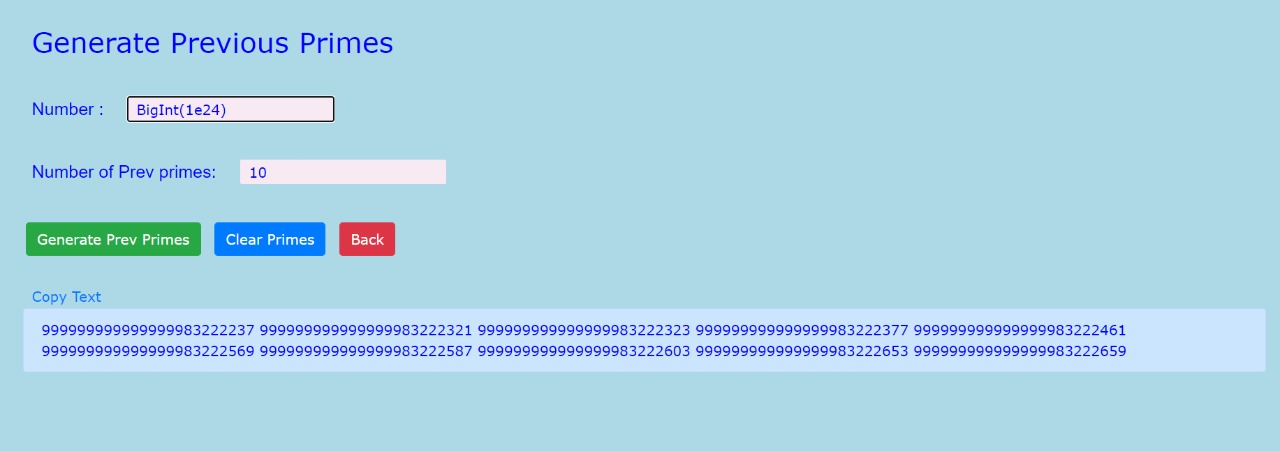 Generate Previous Primes
Number : BigInt(1e24)
Number of Prev primes: 10
Generate Prev Primes Clear Primes Back
Copy Text
999999999999999983222237 999999999999999983222321 999999999999999983222323 999999999999999983222377 999999999999999983222461
999999999999999983222569 999999999999999983222587 999999999999999983222603 999999999999999983222653 999999999999999983222659